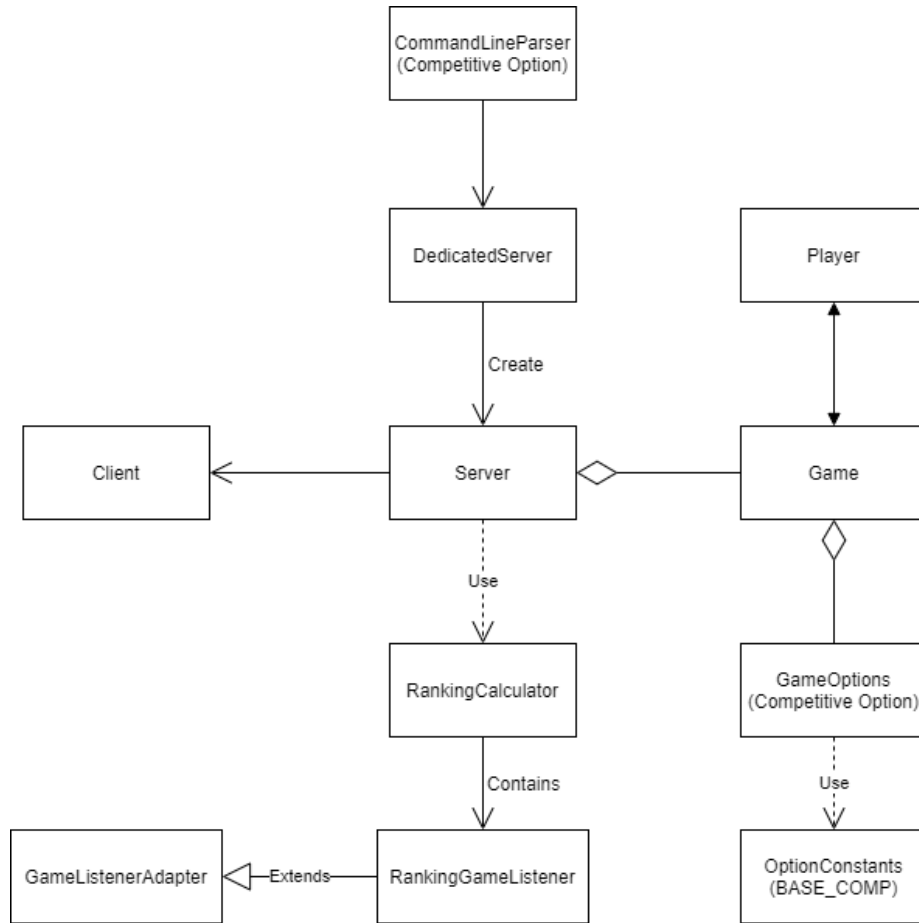 CommandLineParser
(Competitive Option)
DedicatedServer
Player
Create
Client
Server
Game
Use
RankingCalculator
GameOptions
(Competitive Option)
Contains
Use
GameListenerAdapter
Extends
RankingGameListener
OptionConstants
(BASE_COMP)